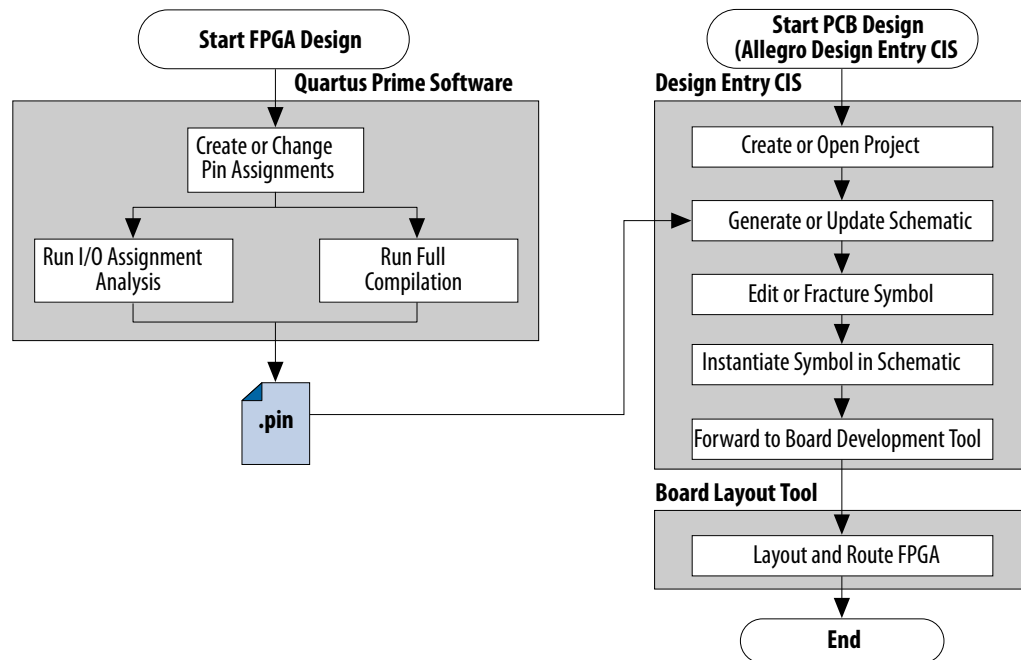 Start FPGA Design
Quartus Prime Software
Create or Change
Pin Assignments
Run I/O Assignment
Analysis
Run Full
Compilation
.pin
Start PCB Design
(Allegro Design Entry CIS
Design Entry CIS
Create or Open Project
Generate or Update Schematic
Edit or Fracture Symbol
Instantiate Symbol in Schematic
Forward to Board Development Tool
Board Layout Tool
Layout and Route FPGA
End